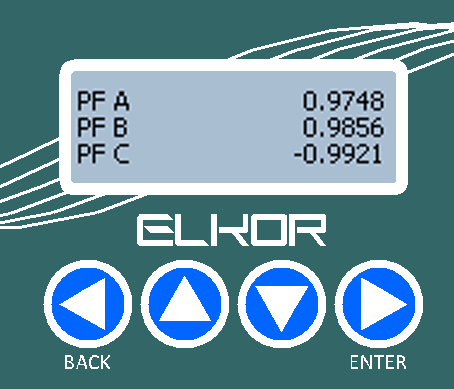 PF A 0.9748
PF B 0.9856
PF C -0.9921
ELKOR
BACK ENTER